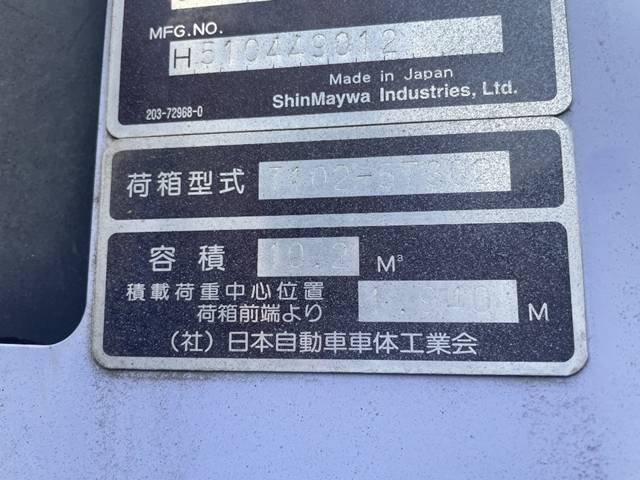 MFG.NO.
H510449012
Made in Japan
203-72968-0
ShinMaywa Industries, Ltd.
荷箱型式
容積 10.2 M³
積載荷重中心位置
荷箱前端より M
(社)日本自動車車体工業会